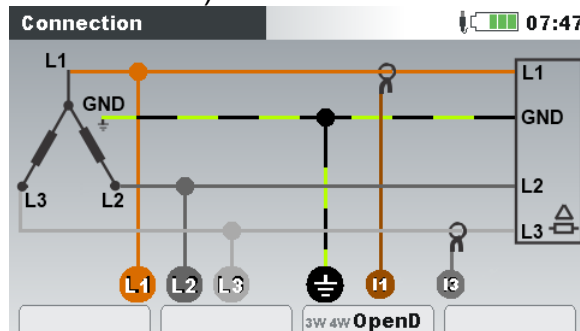 Connection 07:47
L1 L1
GND GND
L3 L2 L2
L3
L1 L2 L3 I1 I3
3W 4W OpenD